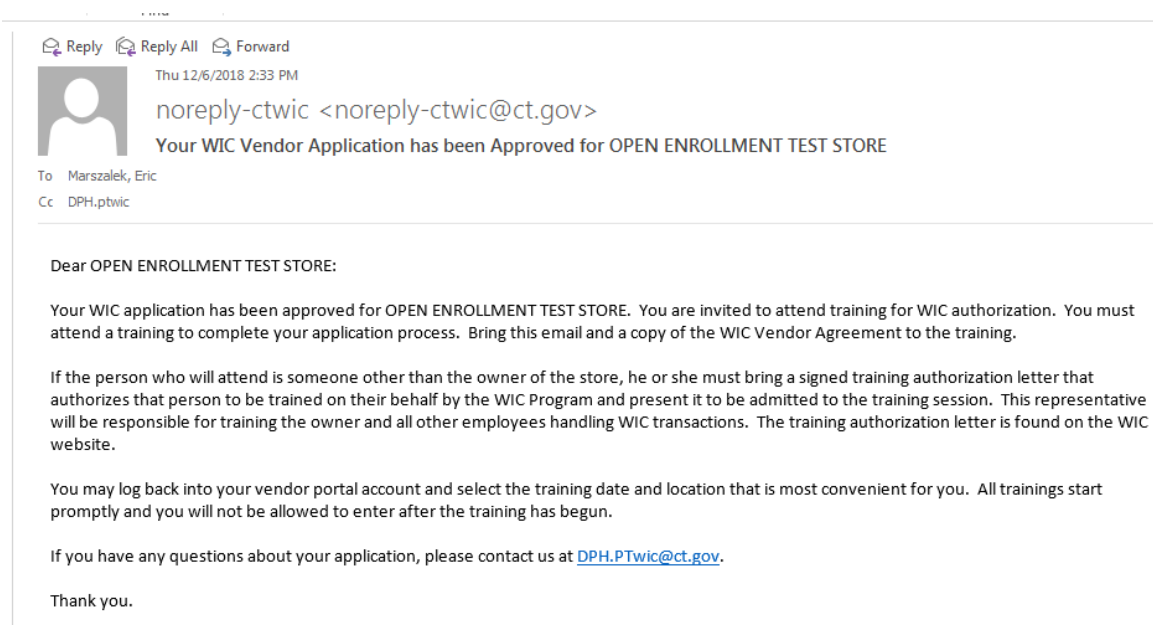 Reply Reply All Forward
Thu 12/6/2018 2:33 PM
noreply-ctwic <noreply-ctwic@ct.gov>
Your WIC Vendor Application has been Approved for OPEN ENROLLMENT TEST STORE
To Marszalek, Eric
Cc DPH.ptwic
Dear OPEN ENROLLMENT TEST STORE:
Your WIC application has been approved for OPEN ENROLLMENT TEST STORE. You are invited to attend training for WIC authorization. You must
attend a training to complete your application process. Bring this email and a copy of the WIC Vendor Agreement to the training.
If the person who will attend is someone other than the owner of the store, he or she must bring a signed training authorization letter that
authorizes that person to be trained on their behalf by the WIC Program and present it to be admitted to the training session. This representative
will be responsible for training the owner and all other employees handling WIC transactions. The training authorization letter is found on the WIC
website.
You may log back into your vendor portal account and select the training date and location that is most convenient for you. All trainings start
promptly and you will not be allowed to enter after the training has begun.
If you have any questions about your application, please contact us at DPH.PTwic@ct.gov.
Thank you.